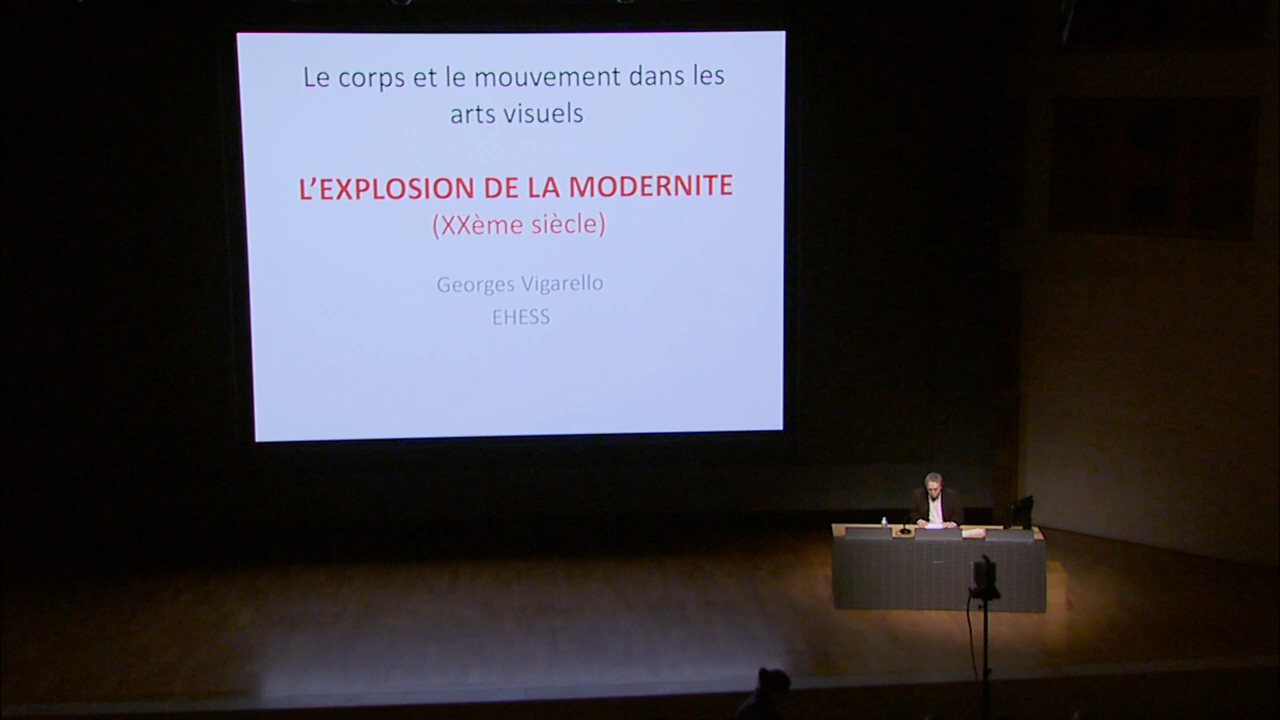 Le corps et le mouvement dans les
arts visuels
L'EXPLOSION DE LA MODERNITE
(XXème siècle)
Georges Vigarello
EHESS